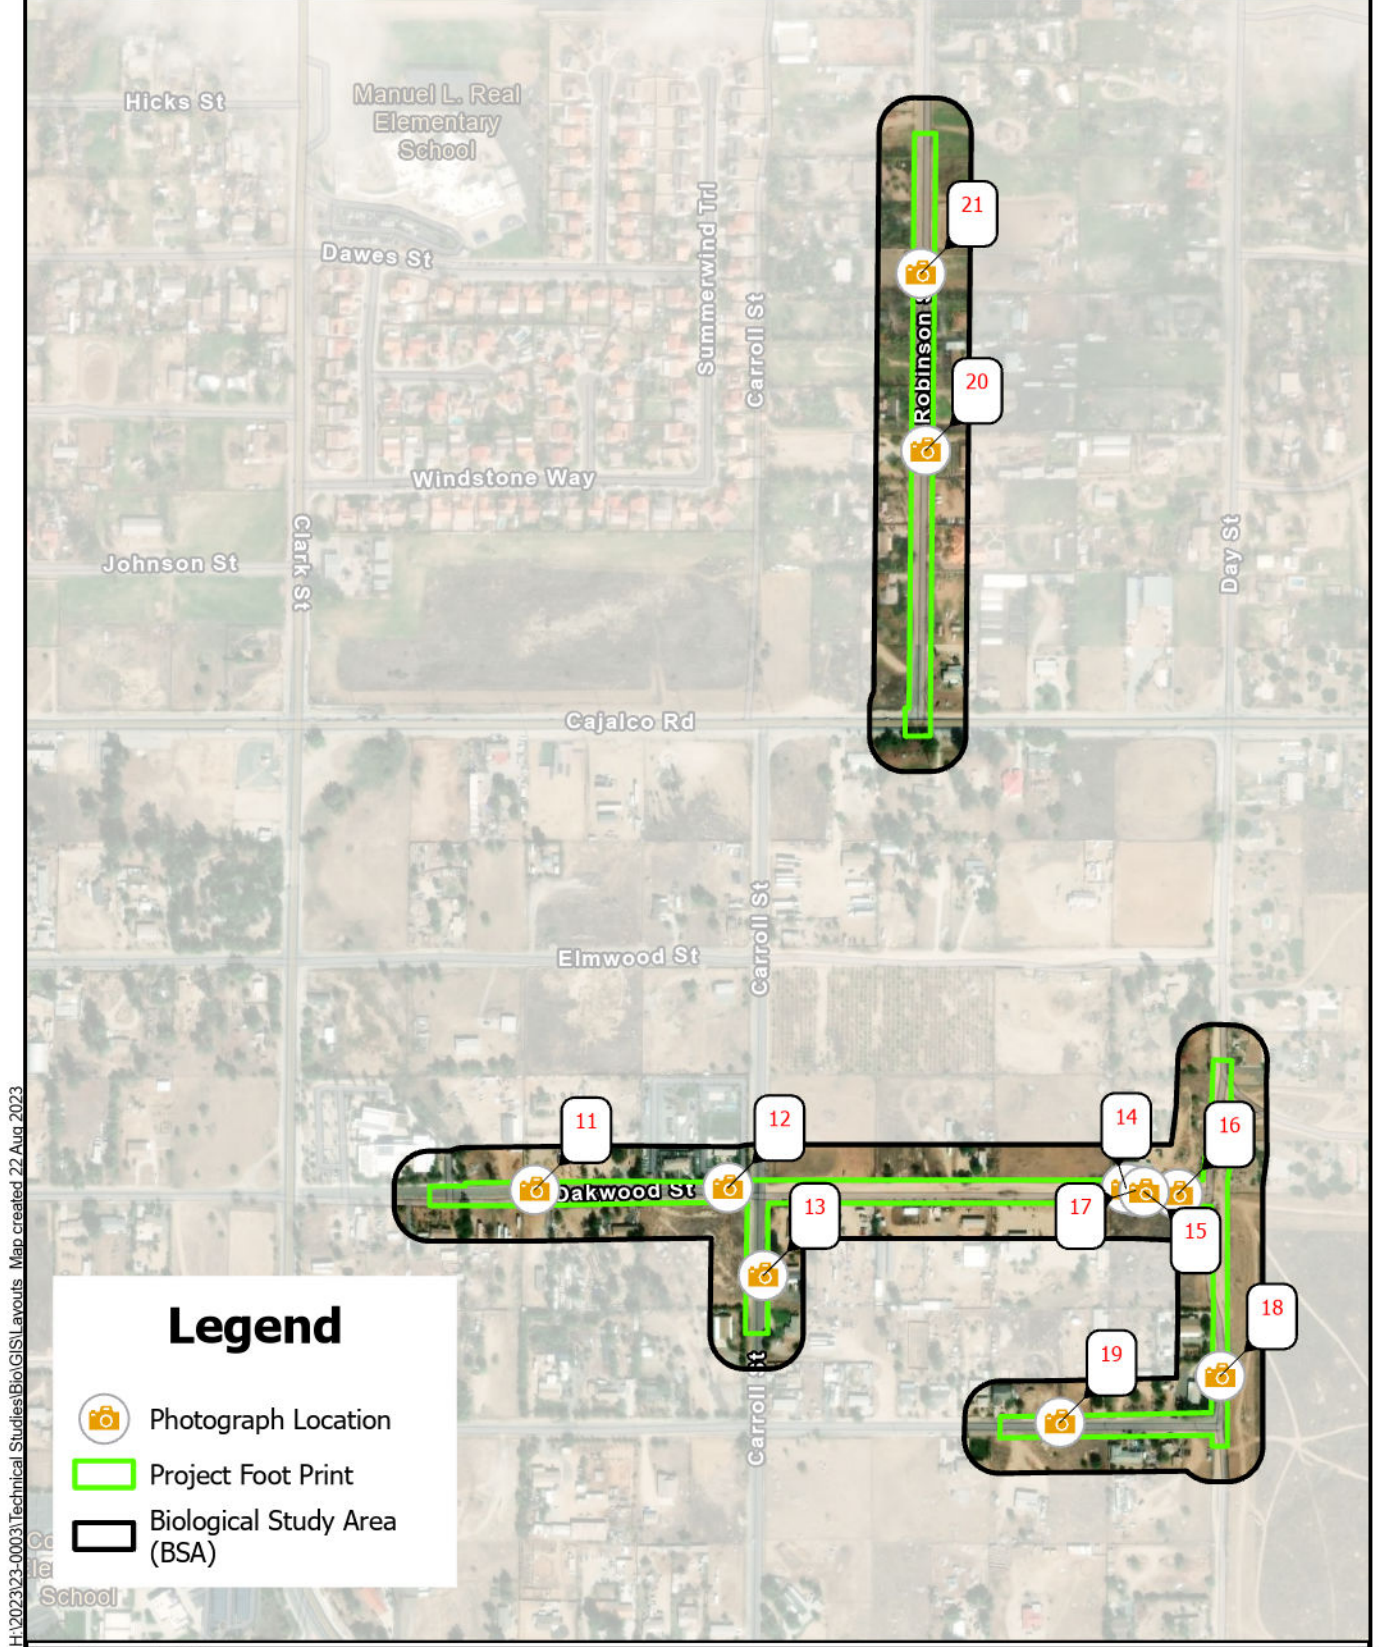 Hicks St
Manuel L. Real
Elementary
School
Dawes St
Summerwind Trl
Carroll St
21
Robinson
20
Windstone Way
Clark St
Johnson St
Day St
Cajalco Rd
Carroll St
Elmwood St
11
12
14
16
Oakwood St
13
17
15
18
19
Carroll St
Legend
Photograph Location
Project Foot Print
Biological Study Area
(BSA)
School
H:\2023\23-0003\Technical Studies\Bio\GIS\Layouts Map created 22 Aug 2023